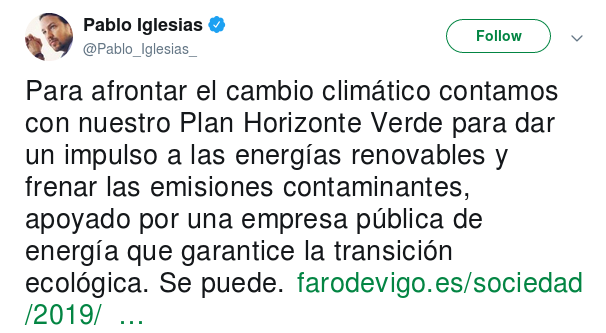 Pablo Iglesias
@Pablo_Iglesias_
Follow
Para afrontar el cambio climático contamos
con nuestro Plan Horizonte Verde para dar
un impulso a las energías renovables y
frenar las emisiones contaminantes,
apoyado por una empresa pública de
energía que garantice la transición
ecológica. Se puede. farodevigo.es/sociedad
/2019/ …